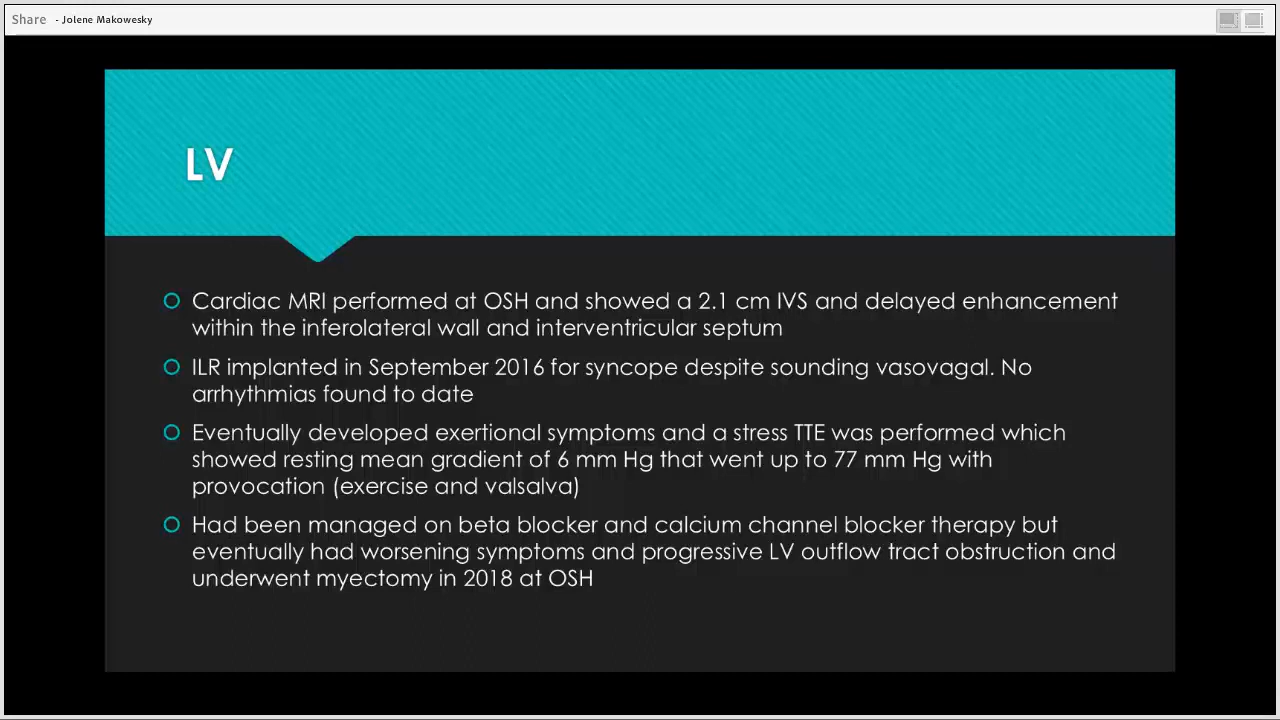 Share - Jolene Makowesky
LV
Cardiac MRI performed at OSH and showed a 2.1 cm IVS and delayed enhancement
within the inferolateral wall and interventricular septum
ILR implanted in September 2016 for syncope despite sounding vasovagal. No
arrhythmias found to date
Eventually developed exertional symptoms and a stress TTE was performed which
showed resting mean gradient of 6 mm Hg that went up to 77 mm Hg with
provocation (exercise and valsalva)
Had been managed on beta blocker and calcium channel blocker therapy but
eventually had worsening symptoms and progressive LV outflow tract obstruction and
underwent myectomy in 2018 at OSH